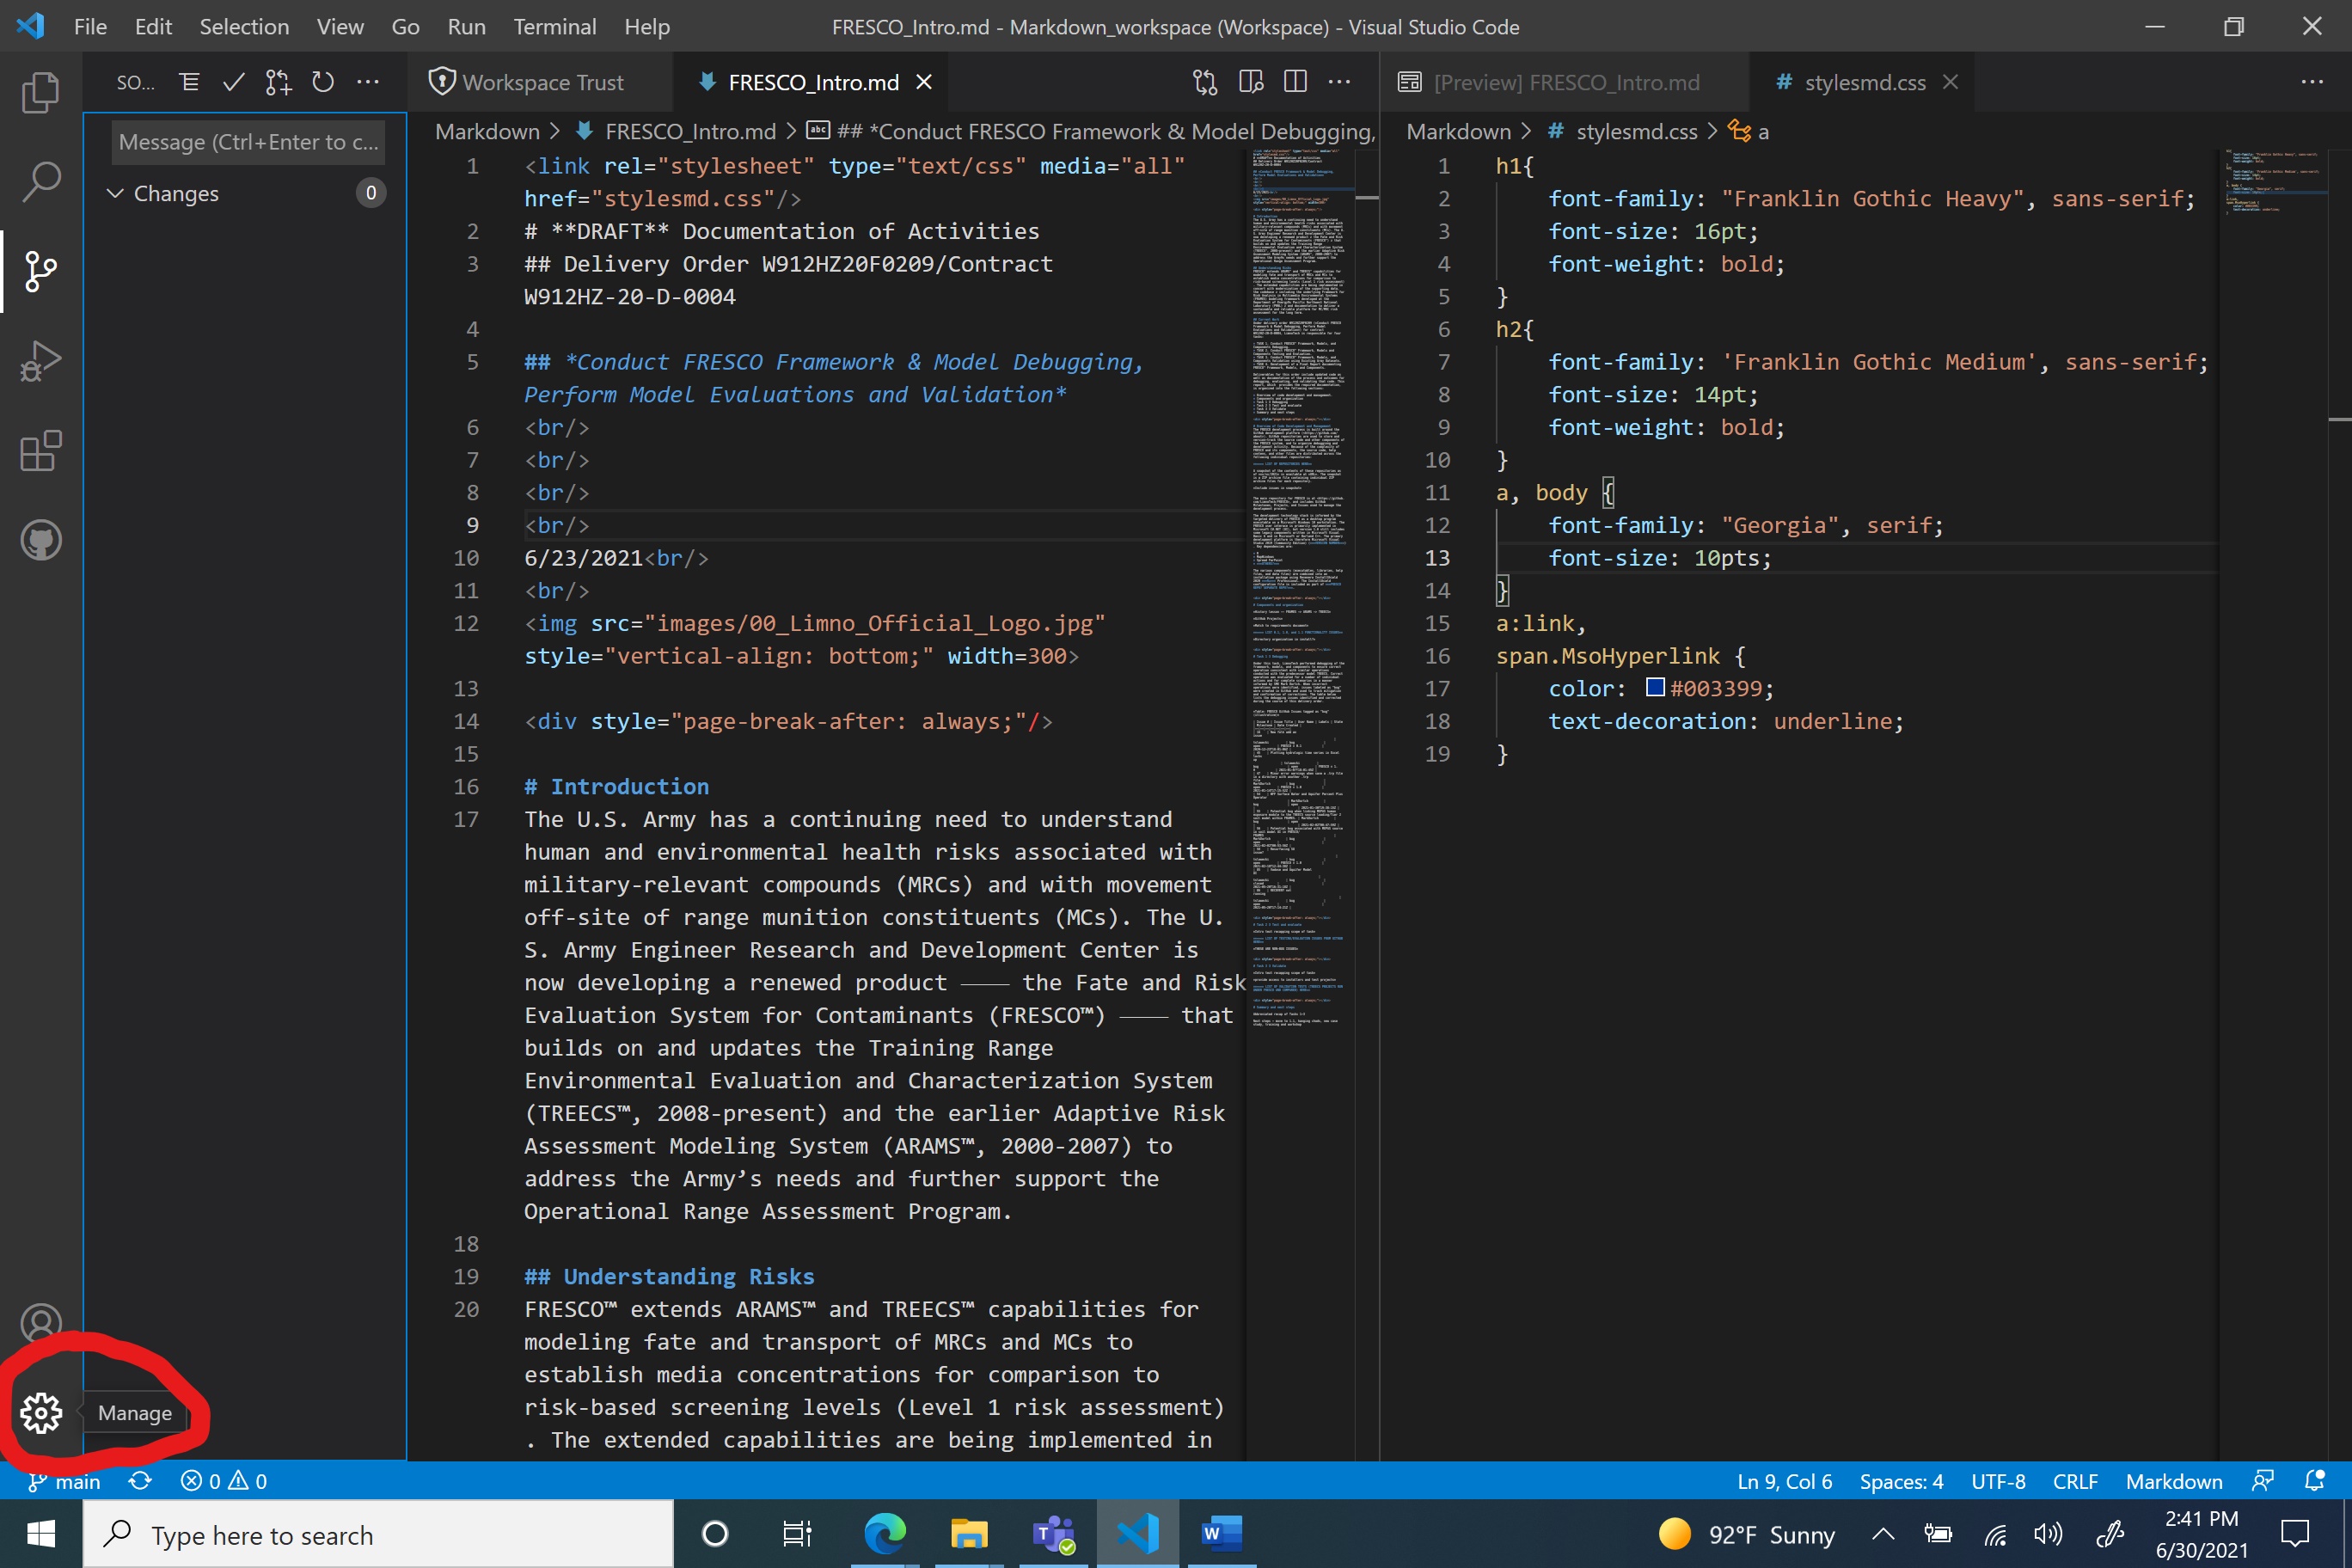 File Edit Selection View Go Run Terminal Help
FRESCO_Intro.md - Markdown_workspace (Workspace) - Visual Studio Code
SO...
Message (Ctrl+Enter to c...
Changes 0
Workspace Trust
FRESCO_Intro.md
Markdown > FRESCO_Intro.md > ## *Conduct FRESCO Framework & Model Debugging,
1 <link rel="stylesheet" type="text/css" media="all"
href="stylesmd.css"/>
2 # **DRAFT** Documentation of Activities
3 ## Delivery Order W912HZ20F0209/Contract
W912HZ-20-D-0004
4
5 ## *Conduct FRESCO Framework & Model Debugging,
Perform Model Evaluations and Validation*
6 <br/>
7 <br/>
8 <br/>
9 <br/>
10 6/23/2021<br/>
11 <br/>
12 <img src="images/00_Limno_Official_Logo.jpg"
style="vertical-align: bottom;" width=300>
13
14 <div style="page-break-after: always;"/>
15
16 # Introduction
17 The U.S. Army has a continuing need to understand
human and environmental health risks associated with
military-relevant compounds (MRCs) and with movement
off-site of range munition constituents (MCs). The U.
S. Army Engineer Research and Development Center is
now developing a renewed product —— the Fate and Risk
Evaluation System for Contaminants (FRESCO™) —— that
builds on and updates the Training Range
Environmental Evaluation and Characterization System
(TREECS™, 2008-present) and the earlier Adaptive Risk
Assessment Modeling System (ARAMS™, 2000-2007) to
address the Army’s needs and further support the
Operational Range Assessment Program.
18
19 ## Understanding Risks
20 FRESCO™ extends ARAMS™ and TREECS™ capabilities for
modeling fate and transport of MRCs and MCs to
establish media concentrations for comparison to
risk-based screening levels (Level 1 risk assessment)
. The extended capabilities are being implemented in
[Preview] FRESCO_Intro.md
# stylesmd.css
Markdown > # stylesmd.css > a
1 h1{
2 font-family: "Franklin Gothic Heavy", sans-serif;
3 font-size: 16pt;
4 font-weight: bold;
5 }
6 h2{
7 font-family: 'Franklin Gothic Medium', sans-serif;
8 font-size: 14pt;
9 font-weight: bold;
10 }
11 a, body {
12 font-family: "Georgia", serif;
13 font-size: 10pts;
14 }
15 a:link,
16 span.MsoHyperlink {
17 color: #003399;
18 text-decoration: underline;
19 }
Manage
main 0 0
Ln 9, Col 6 Spaces: 4 UTF-8 CRLF Markdown
Type here to search
92°F Sunny
2:41 PM
6/30/2021